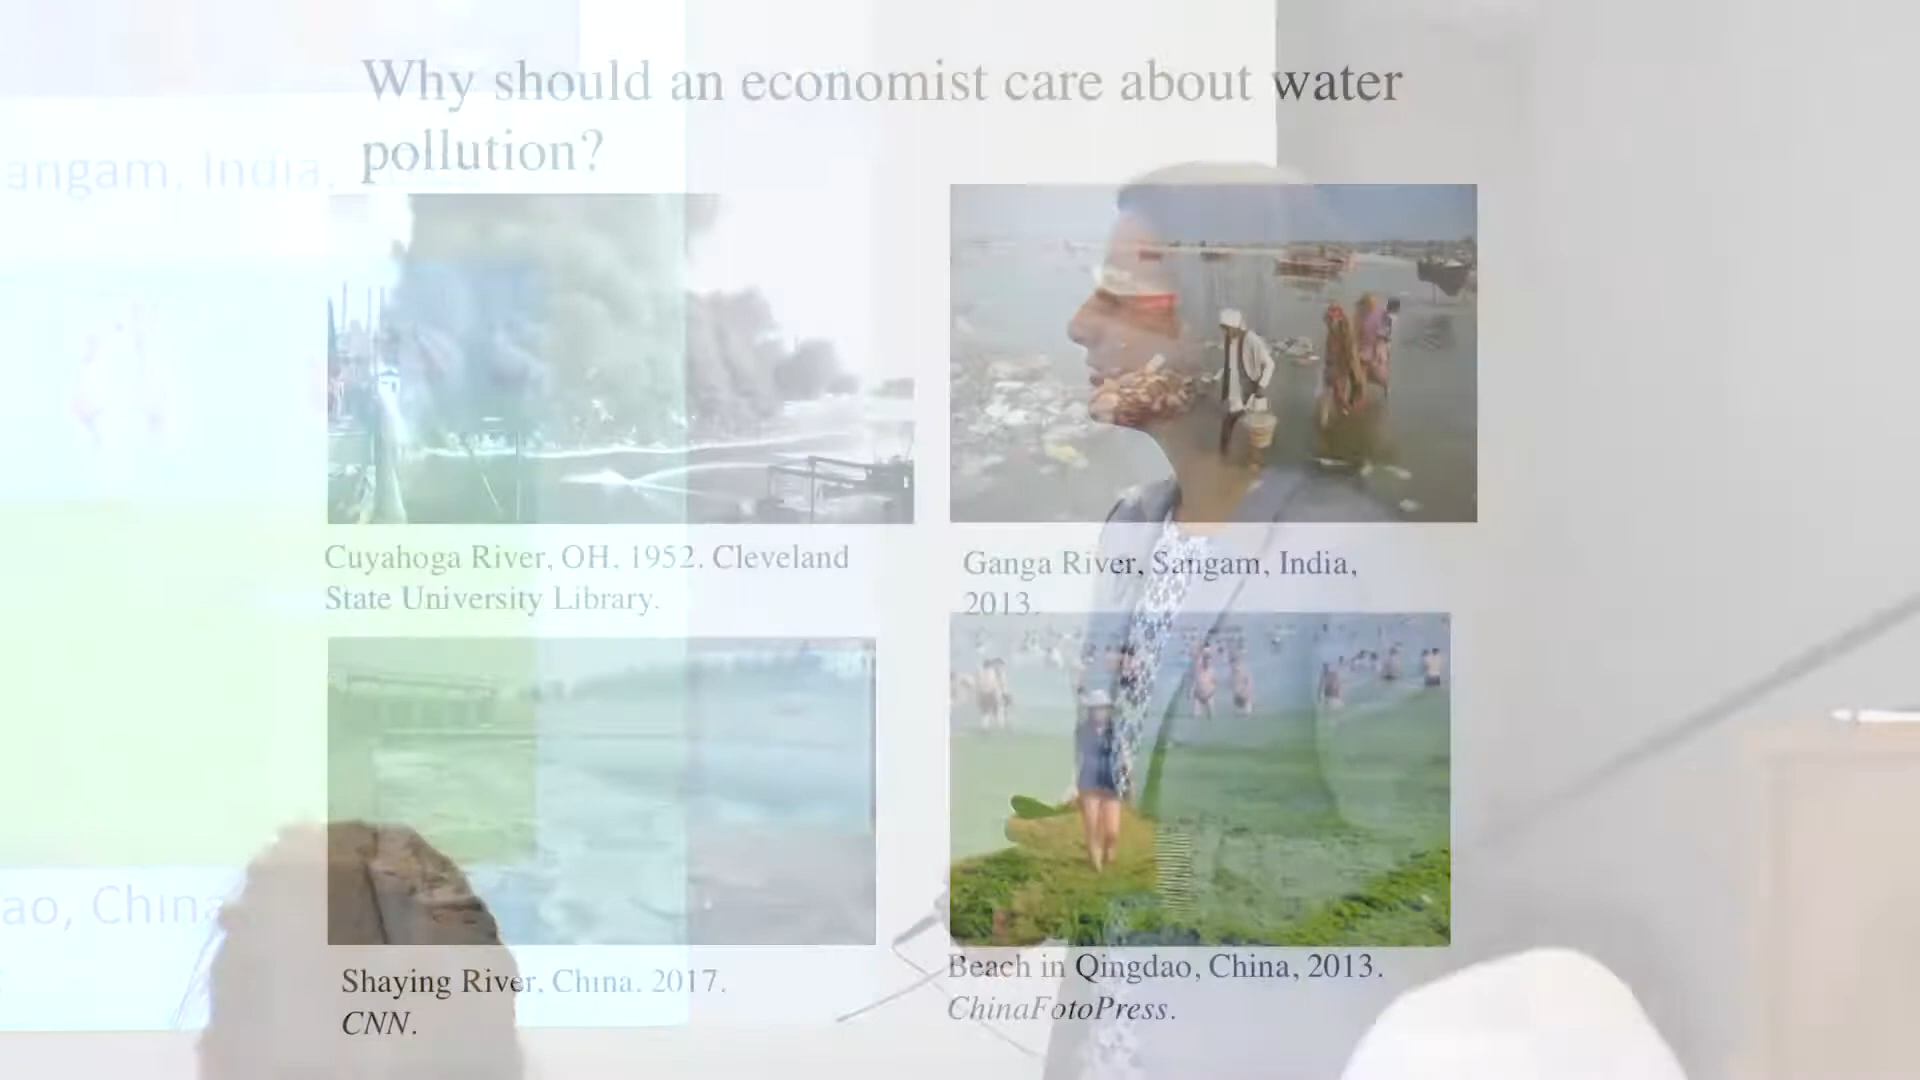 Why should an economist care about water
pollution?
angam, India,
Cuyahoga River, OH, 1952. Cleveland
State University Library.
Ganga River, Sangam, India,
2013.
ao, China
Shaying River, China. 2017.
CNN.
Beach in Qingdao, China, 2013.
ChinaFotoPress.